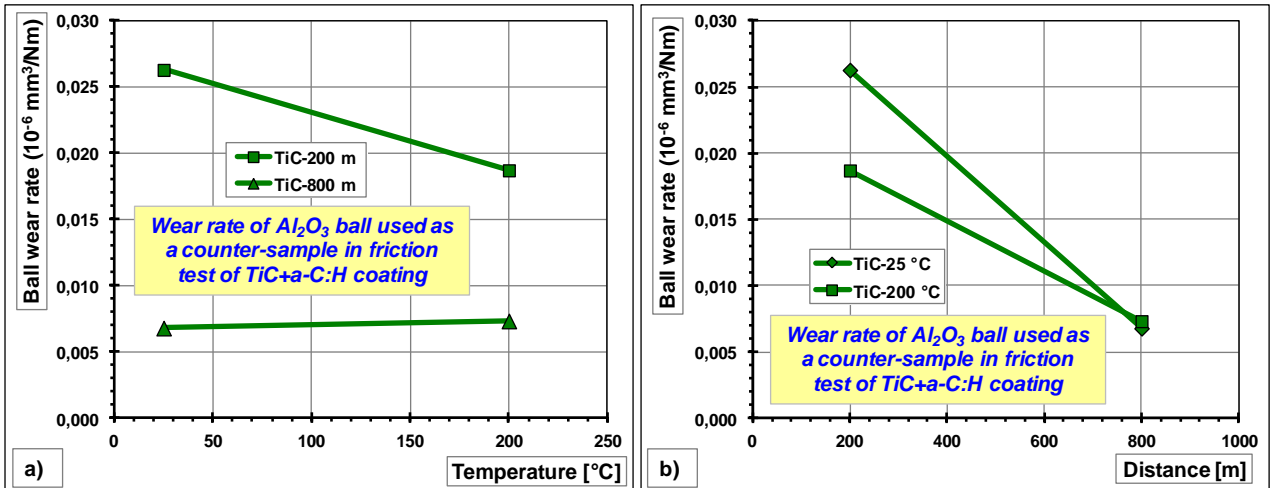 Ball wear rate (10⁻⁶ mm³/Nm)
0,030
0,025
0,020
0,015
0,010
0,005
0,000
0
50
100
150
200
250
TiC-200 m
TiC-800 m
Wear rate of Al₂O₃ ball used as
a counter-sample in friction
test of TiC+a-C:H coating
a)
Temperature [°C]
Ball wear rate (10⁻⁶ mm³/Nm)
0,030
0,025
0,020
0,015
0,010
0,005
0,000
0
200
400
600
800
1000
TiC-25 °C
TiC-200 °C
Wear rate of Al₂O₃ ball used as
a counter-sample in friction
test of TiC+a-C:H coating
b)
Distance [m]